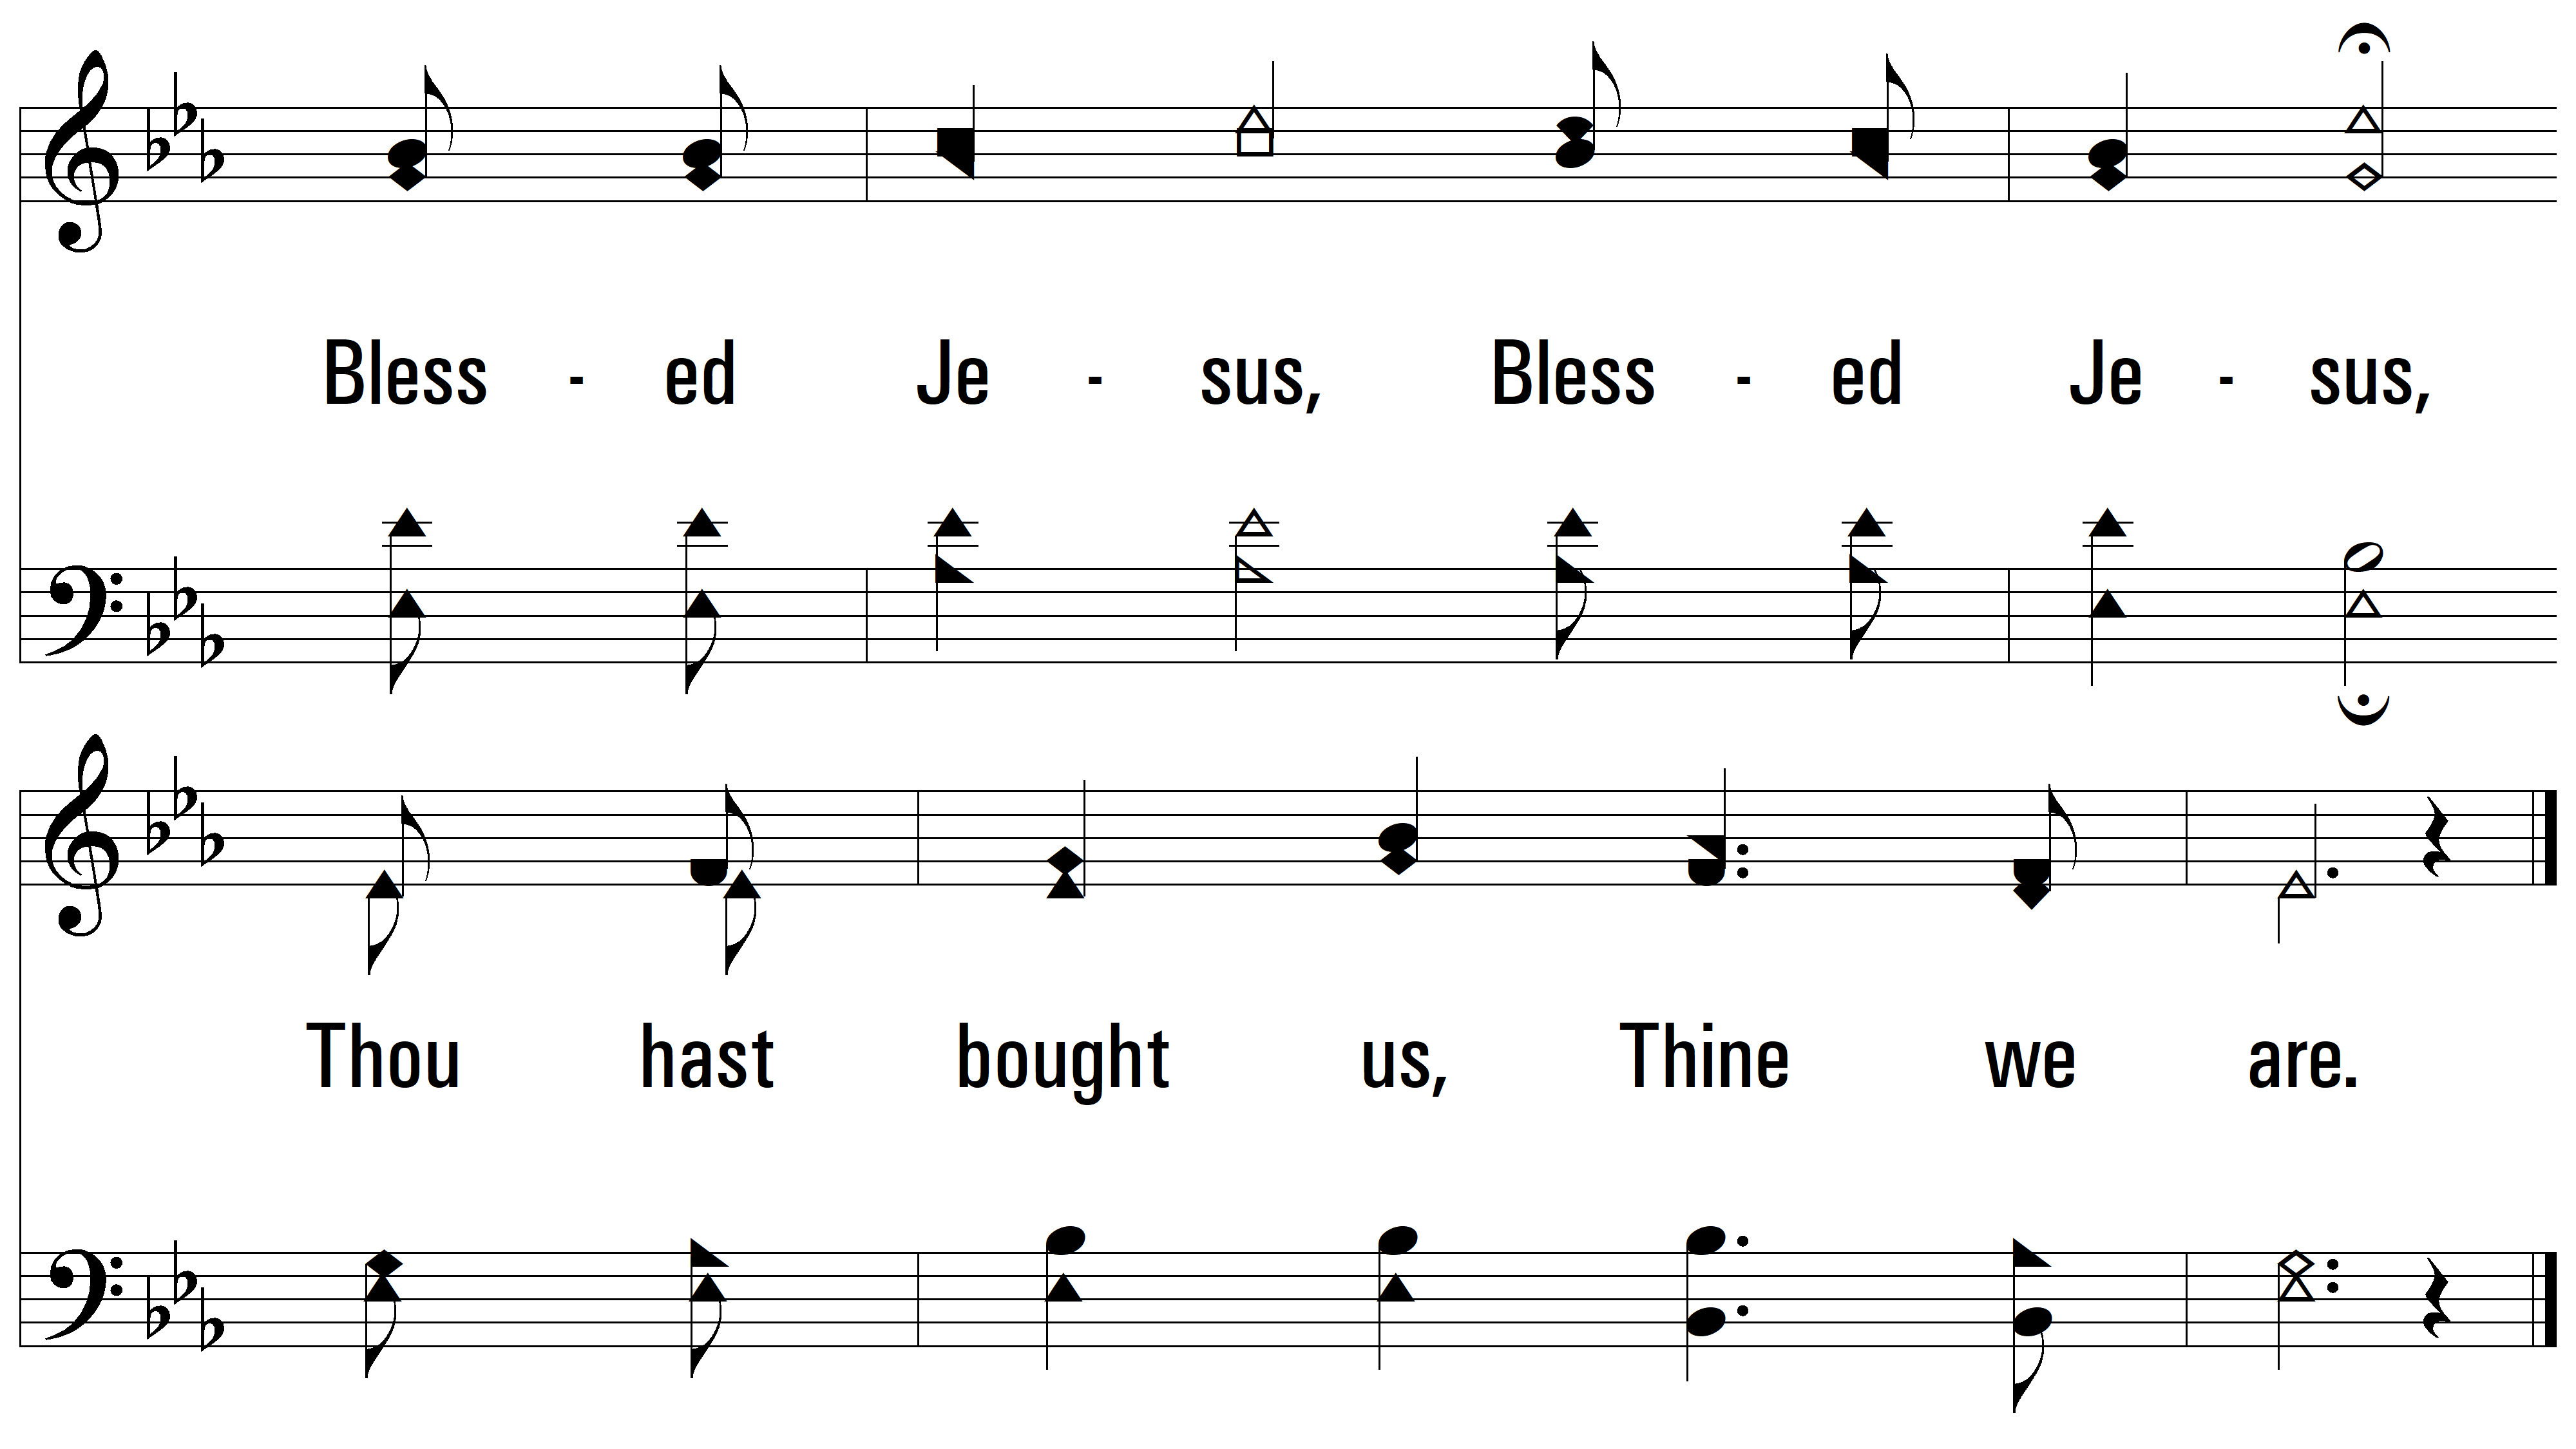 Bless - ed Je - sus, Bless - ed Je - sus,
Thou hast bought us, Thine we are.